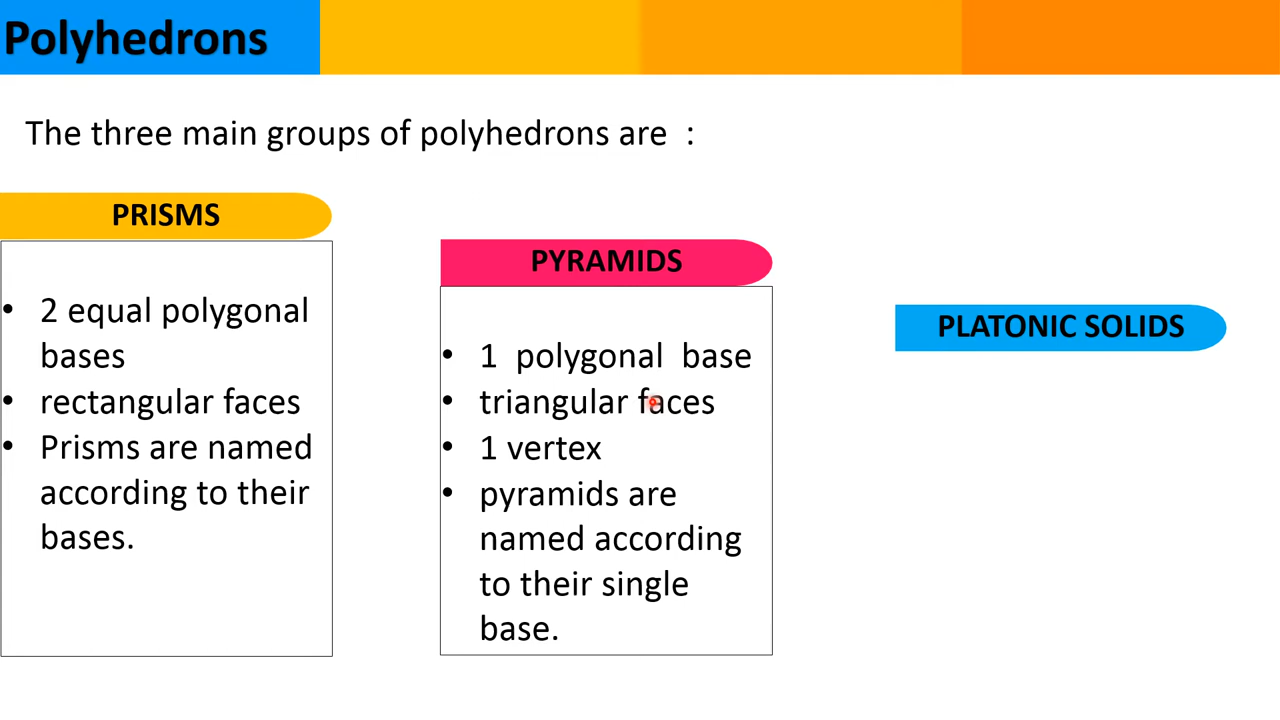 Polyhedrons
The three main groups of polyhedrons are :
PRISMS
• 2 equal polygonal
bases
• rectangular faces
• Prisms are named
according to their
bases.
PYRAMIDS
• 1 polygonal base
• triangular faces
• 1 vertex
• pyramids are
named according
to their single
base.
PLATONIC SOLIDS